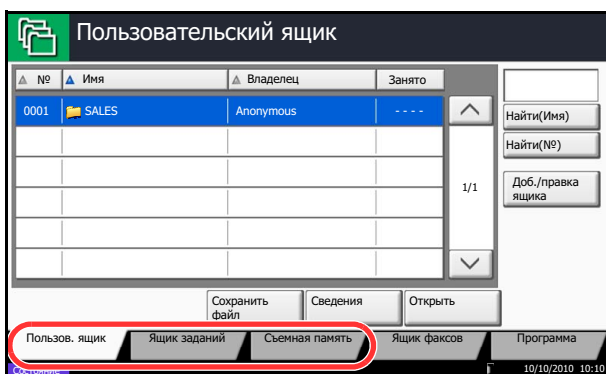 Пользовательский ящик
№ Имя Владелец Занято
0001 SALES Anonymous - - - -
Найти(Имя)
Найти(№)
1/1
Доб./правка
ящика
Сохранить
файл
Сведения
Открыть
Пользов. ящик Ящик заданий Съемная память Ящик факсов Программа
Состояние 10/10/2010 10:10